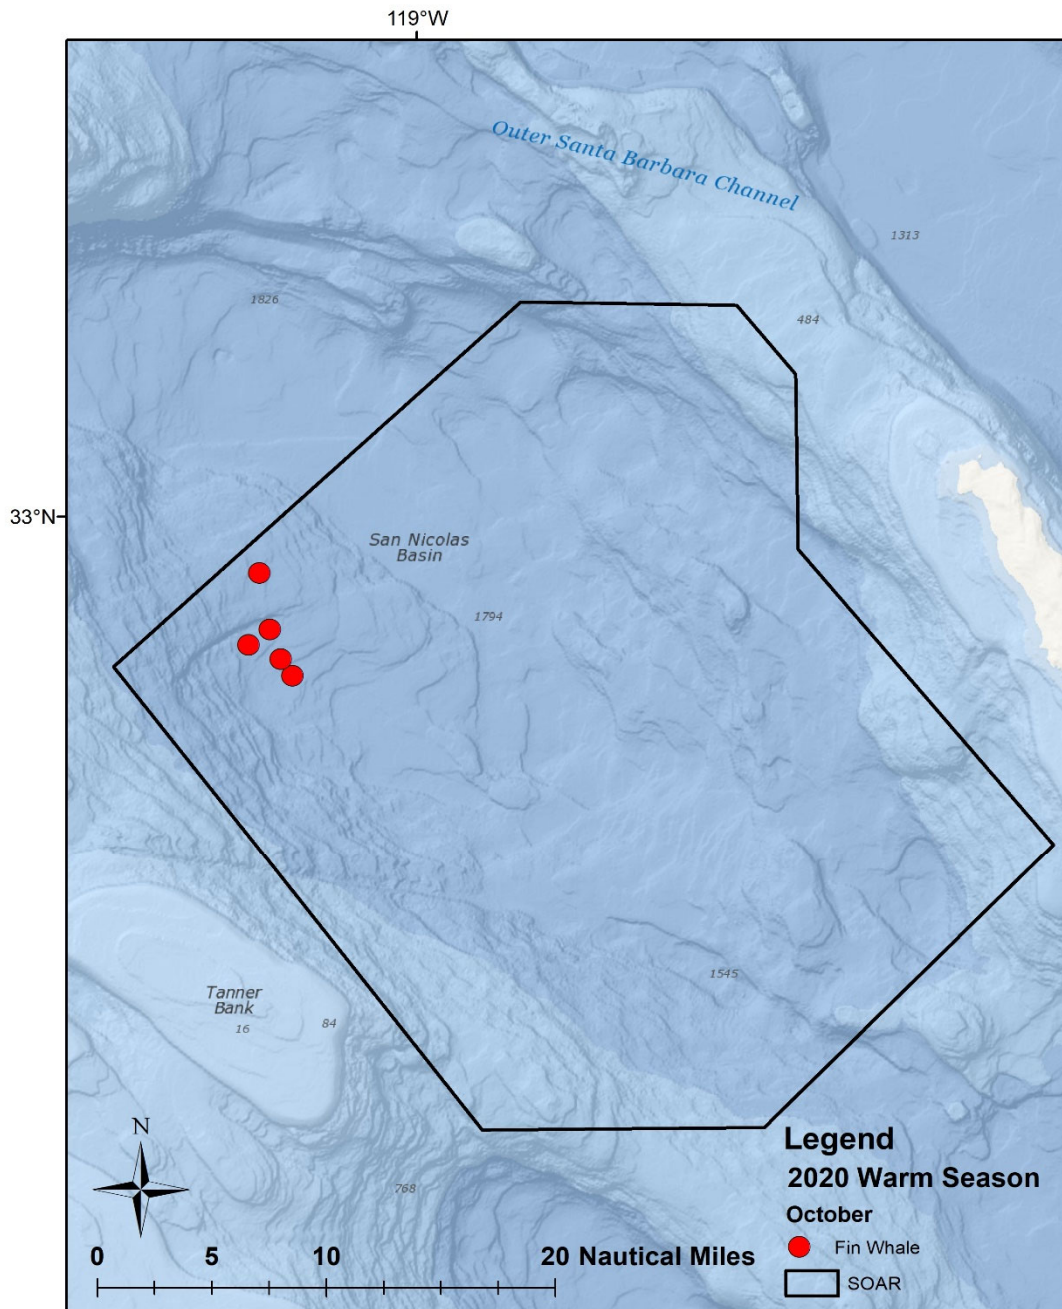 119°W
Outer Santa Barbara Channel
1313
1826
484
33°N
San Nicolas
Basin
1794
1545
Tanner
Bank
16
84
N
768
Legend
2020 Warm Season
October
Fin Whale
SOAR
0 5 10 20 Nautical Miles